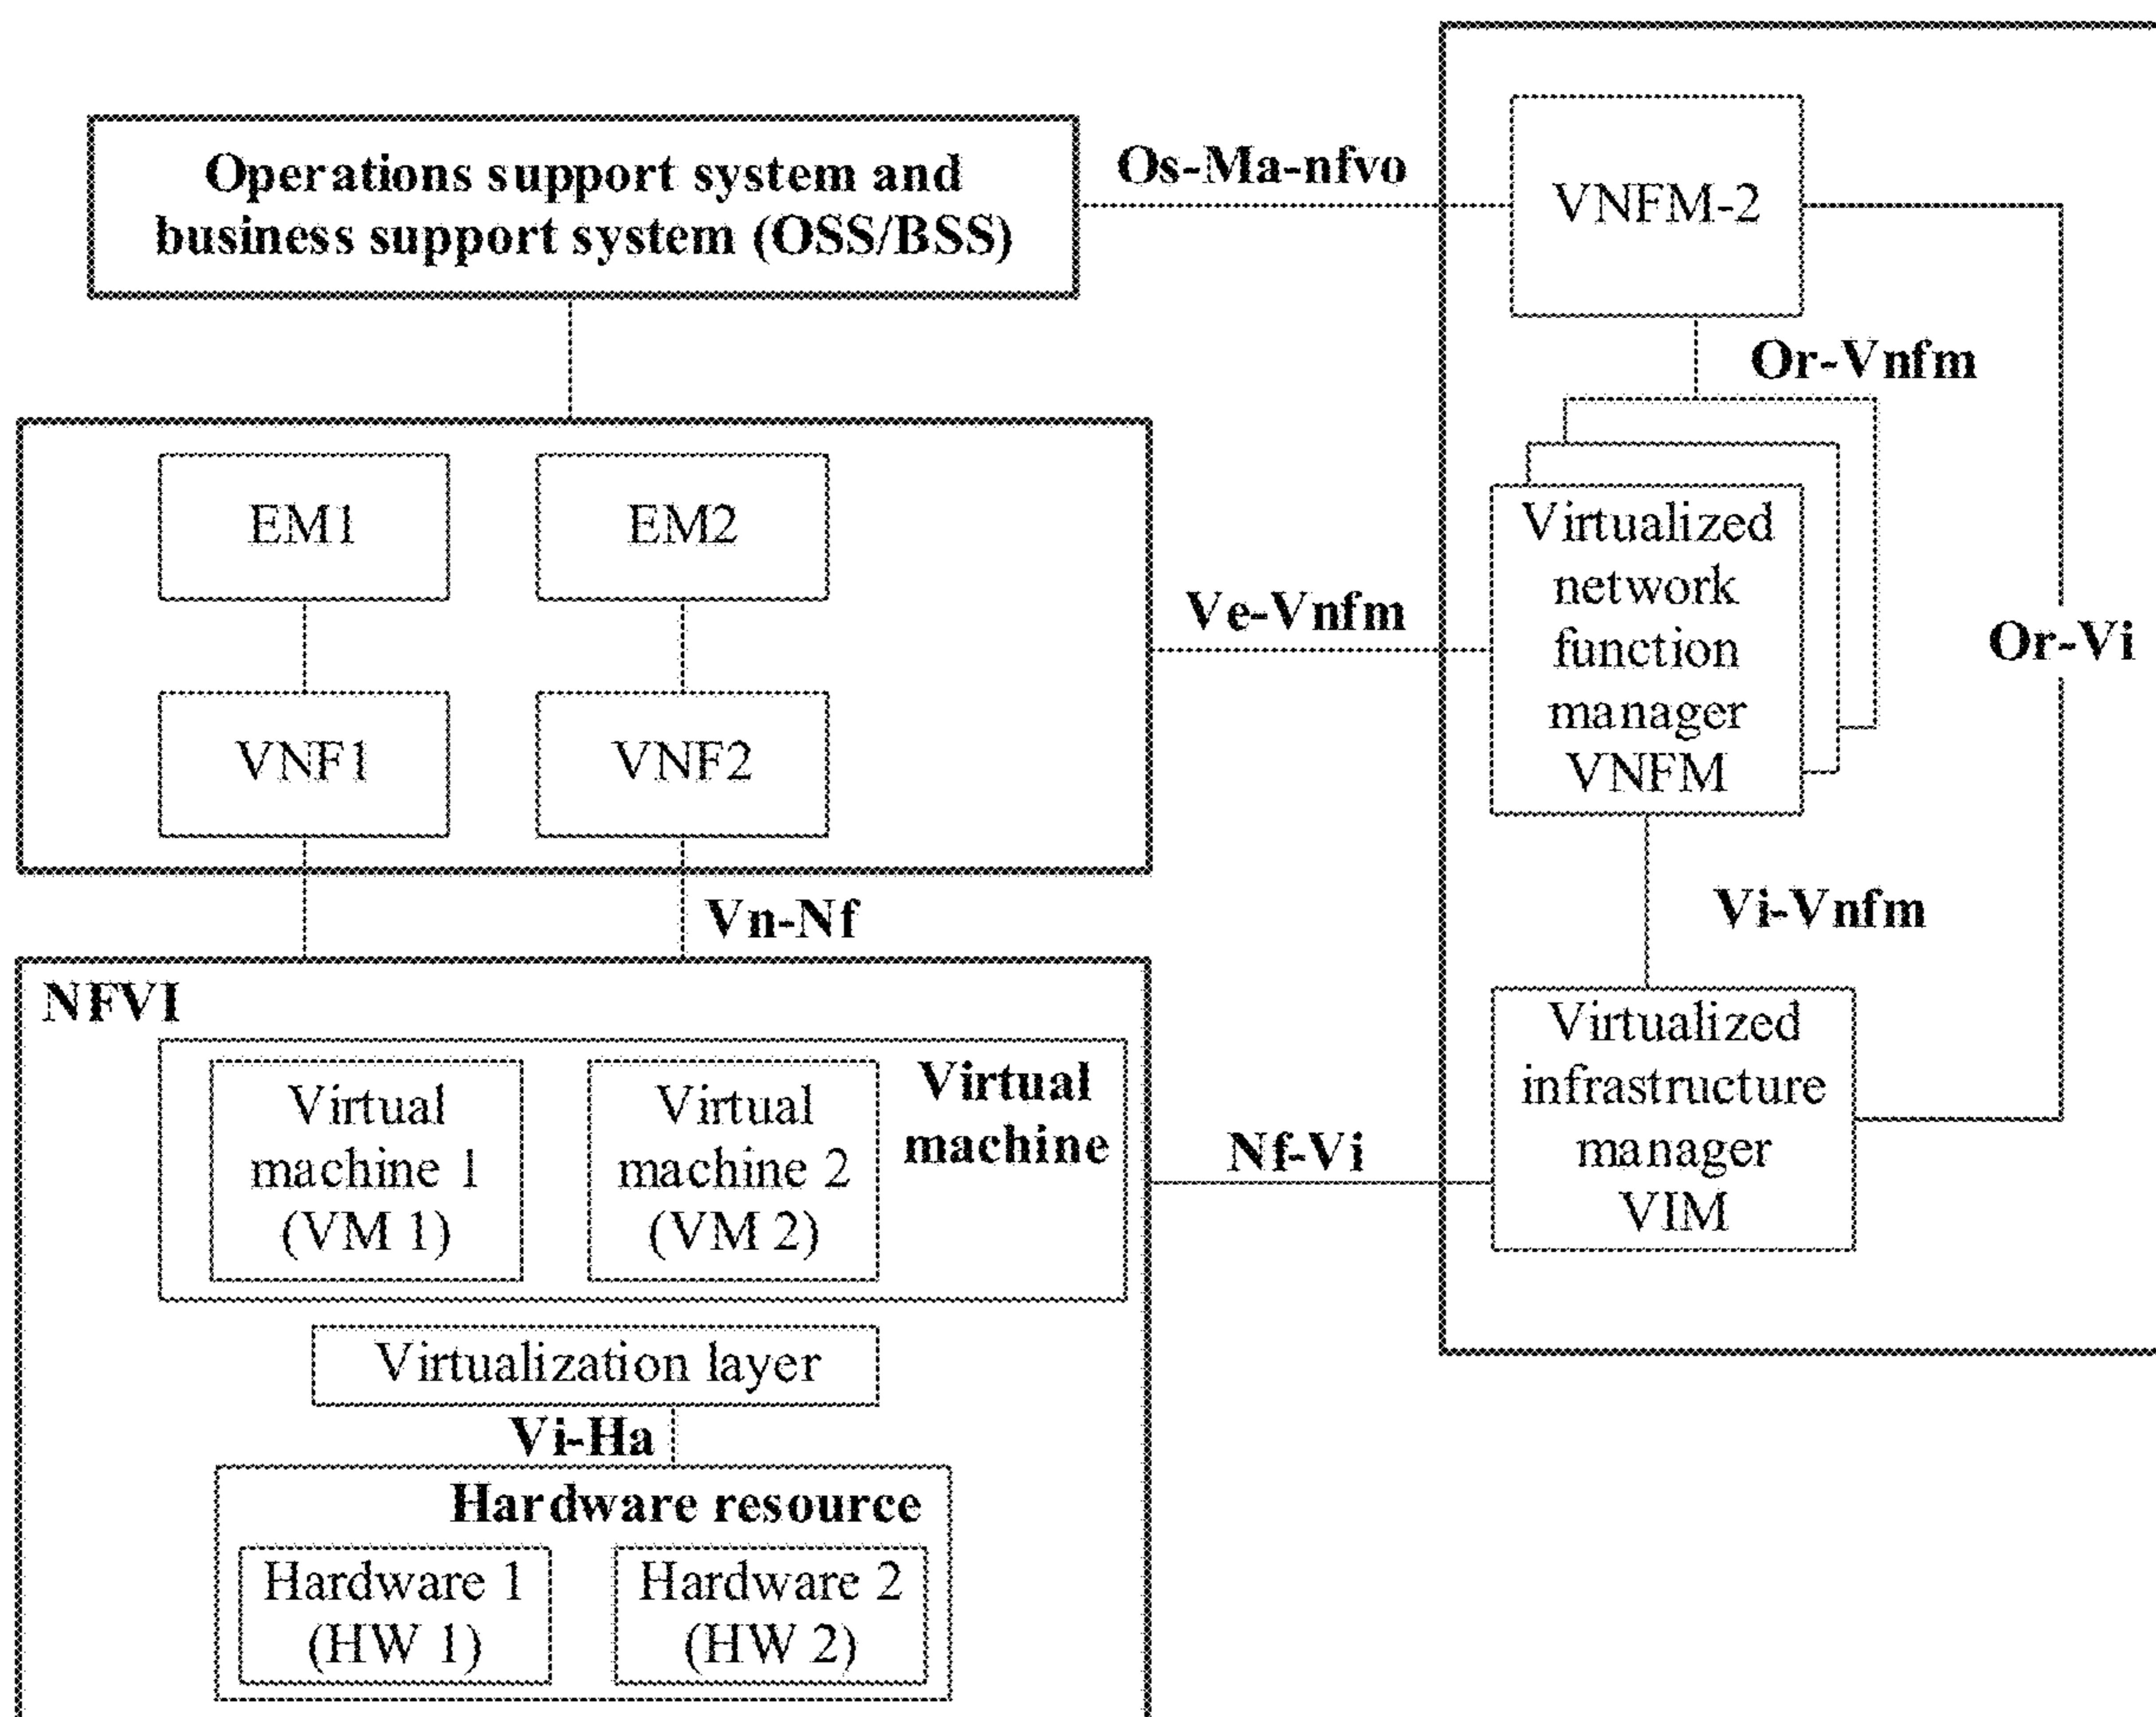 Operations support system and
business support system (OSS/BSS)
Os-Ma-nfvo
VNFM-2
Or-Vnfm
EM1
EM2
VNF1
VNF2
Ve-Vnfm
Virtualized
network
function
manager
VNFM
Or-Vi
Vn-Nf
Vi-Vnfm
NFVI
Virtual
machine 1
(VM 1)
Virtual
machine 2
(VM 2)
Virtual
machine
Nf-Vi
Virtualized
infrastructure
manager
VIM
Virtualization layer
Vi-Ha
Hardware resource
Hardware 1
(HW 1)
Hardware 2
(HW 2)